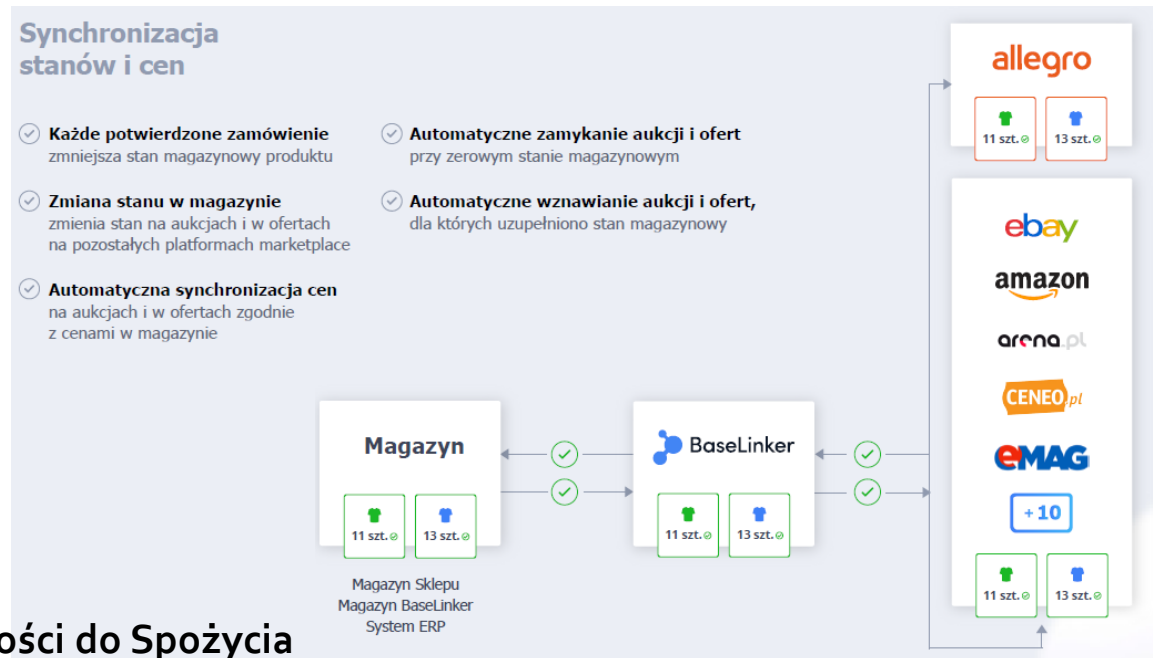 Synchronizacja
stanów i cen
Każde potwierdzone zamówienie
zmniejsza stan magazynowy produktu
Zmiana stanu w magazynie
zmienia stan na aukcjach i w ofertach
na pozostałych platformach marketplace
Automatyczna synchronizacja cen
na aukcjach i w ofertach zgodnie
z cenami w magazynie
Automatyczne zamykanie aukcji i ofert
przy zerowym stanie magazynowym
Automatyczne wznawianie aukcji i ofert,
dla których uzupełniono stan magazynowy
allegro
11 szt.
13 szt.
ebay
amazon
arena.pl
CENEO.pl
eMAG
+10
11 szt.
13 szt.
Magazyn
11 szt.
13 szt.
Magazyn Sklepu
Magazyn BaseLinker
System ERP
BaseLinker
11 szt.
13 szt.
ości do Spożycia